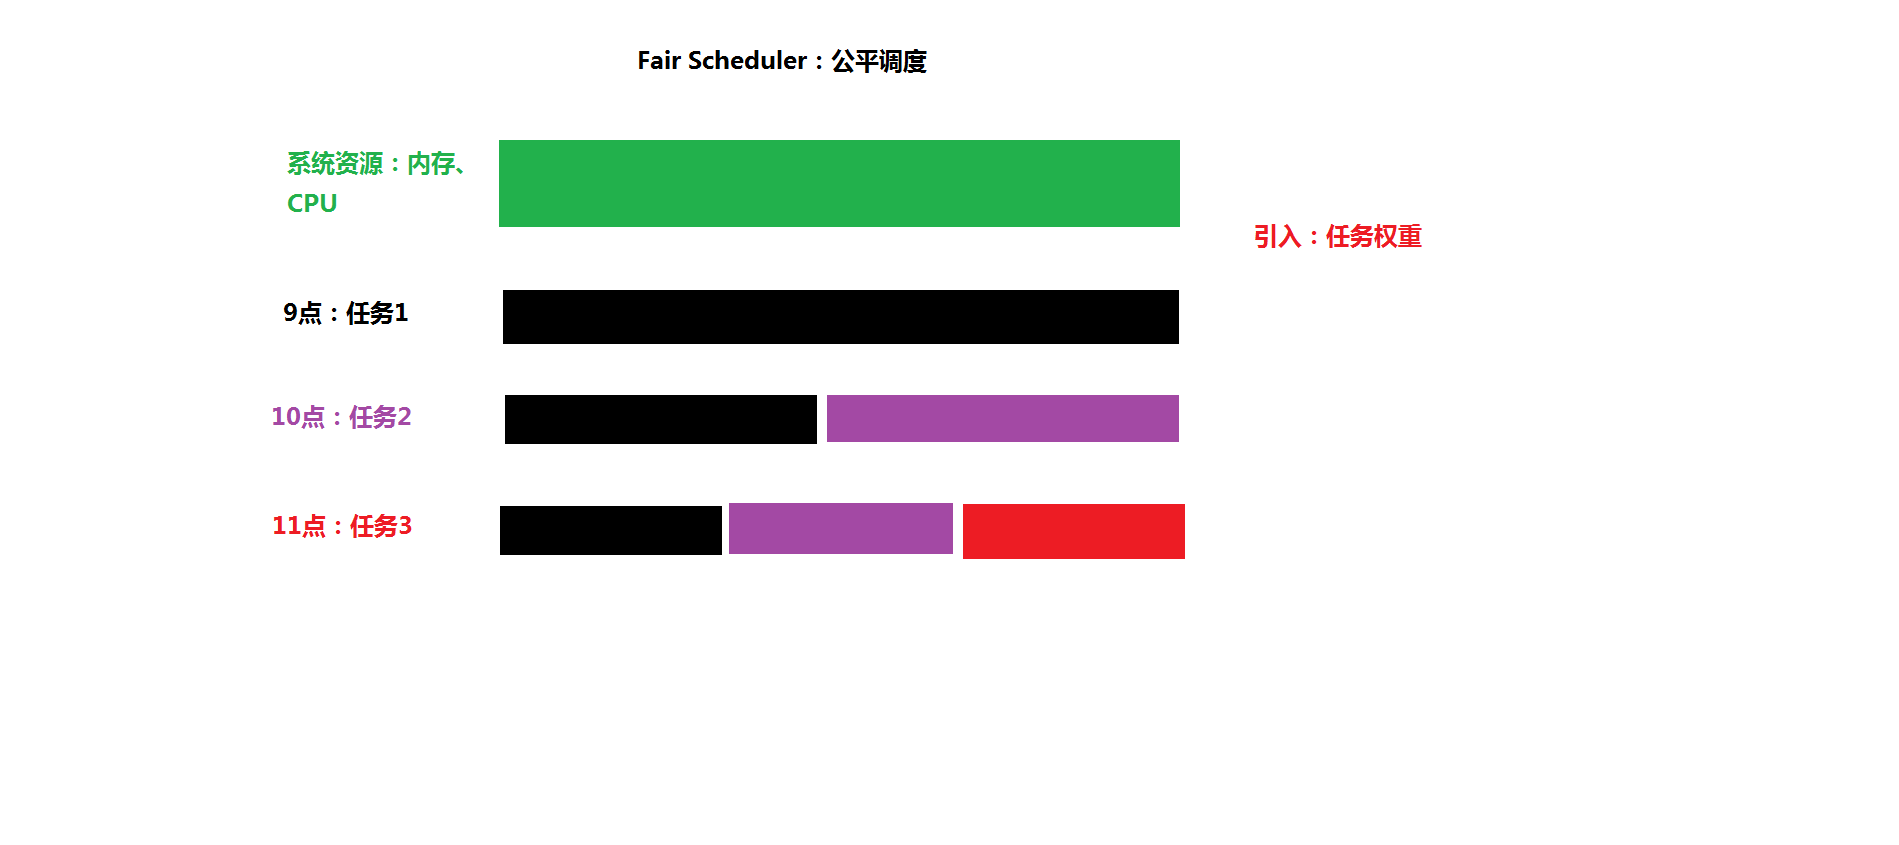 Fair Scheduler：公平调度
系统资源：内存、
CPU
引入：任务权重
9点：任务1
10点：任务2
11点：任务3